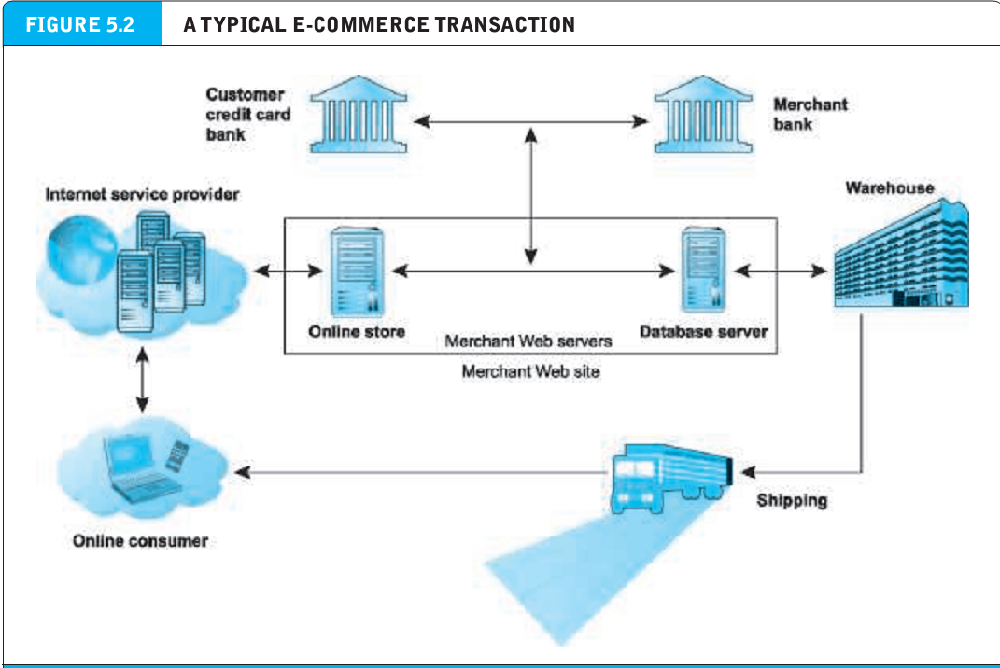 FIGURE 5.2
A TYPICAL E-COMMERCE TRANSACTION
Customer
credit card
bank
Merchant
bank
Internet service provider
Warehouse
Online store
Database server
Merchant Web servers
Merchant Web site
Shipping
Online consumer